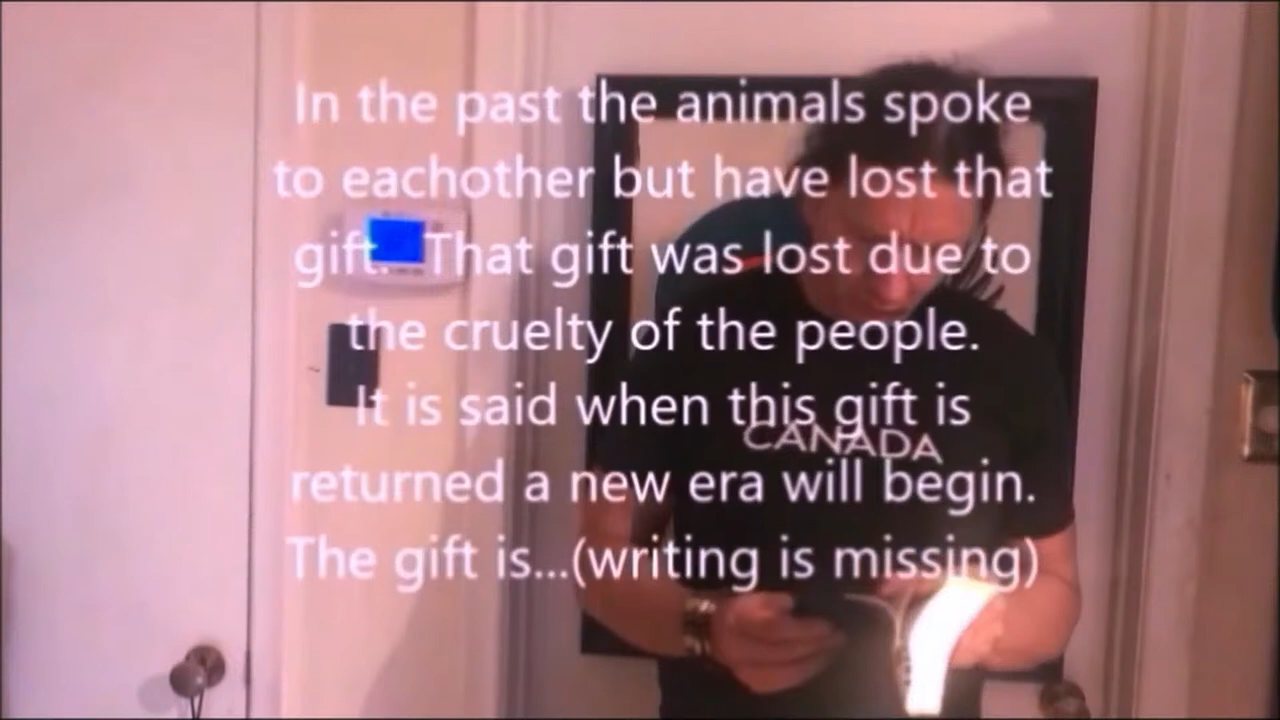 In the past the animals spoke
to eachother but have lost that
gift. That gift was lost due to
the cruelty of the people.
It is said when this gift is
CANADA
returned a new era will begin.
The gift is...(writing is missing)